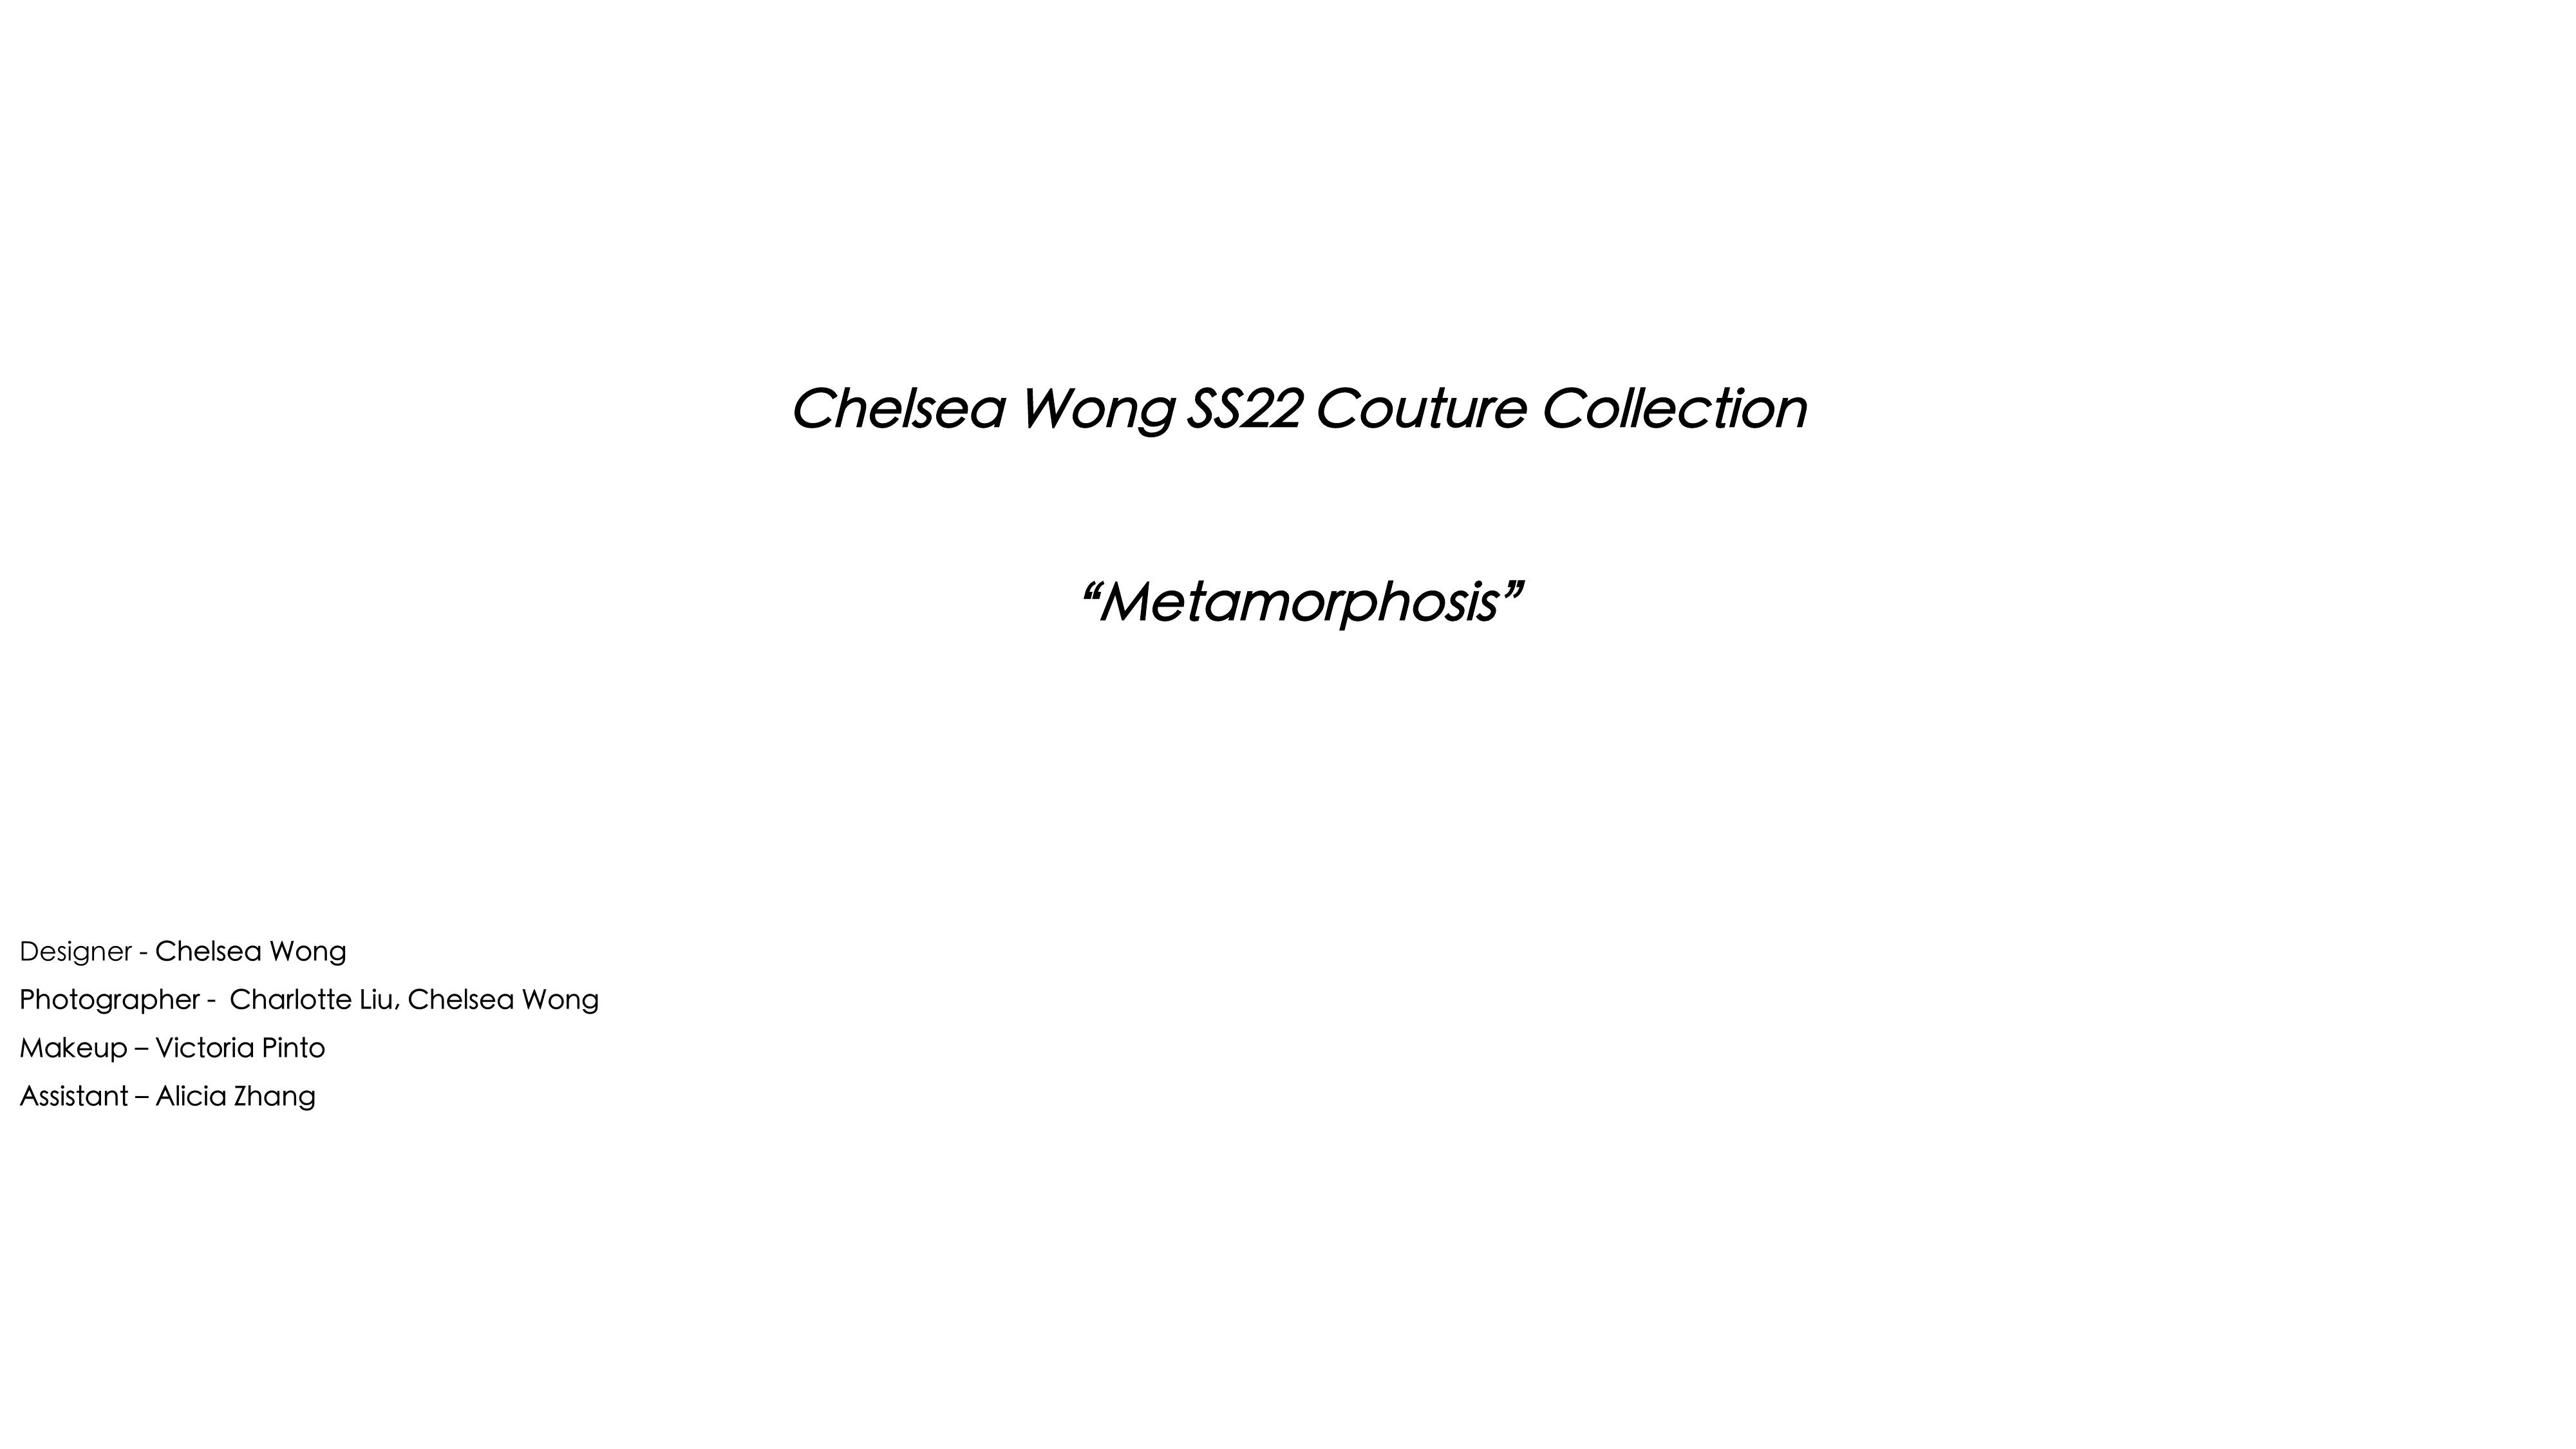 Chelsea Wong SS22 Couture Collection
“Metamorphosis”
Designer - Chelsea Wong
Photographer -  Charlotte Liu, Chelsea Wong
Makeup – Victoria Pinto
Assistant – Alicia Zhang